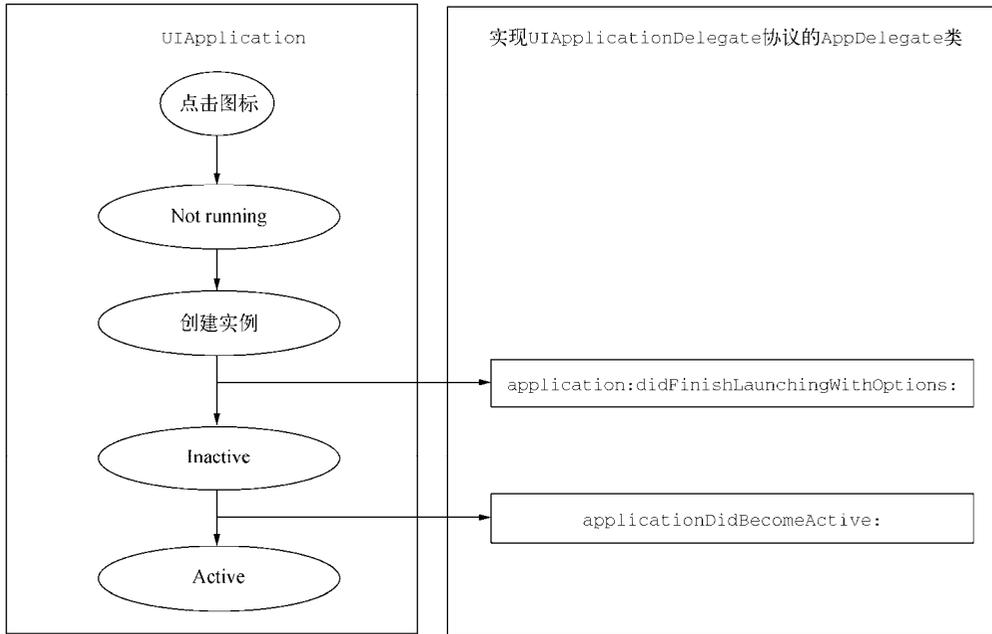 UIApplication
实现UIApplicationDelegate协议的AppDelegate类
点击图标
Not running
创建实例
application:didFinishLaunchingWithOptions:
Inactive
applicationDidBecomeActive:
Active